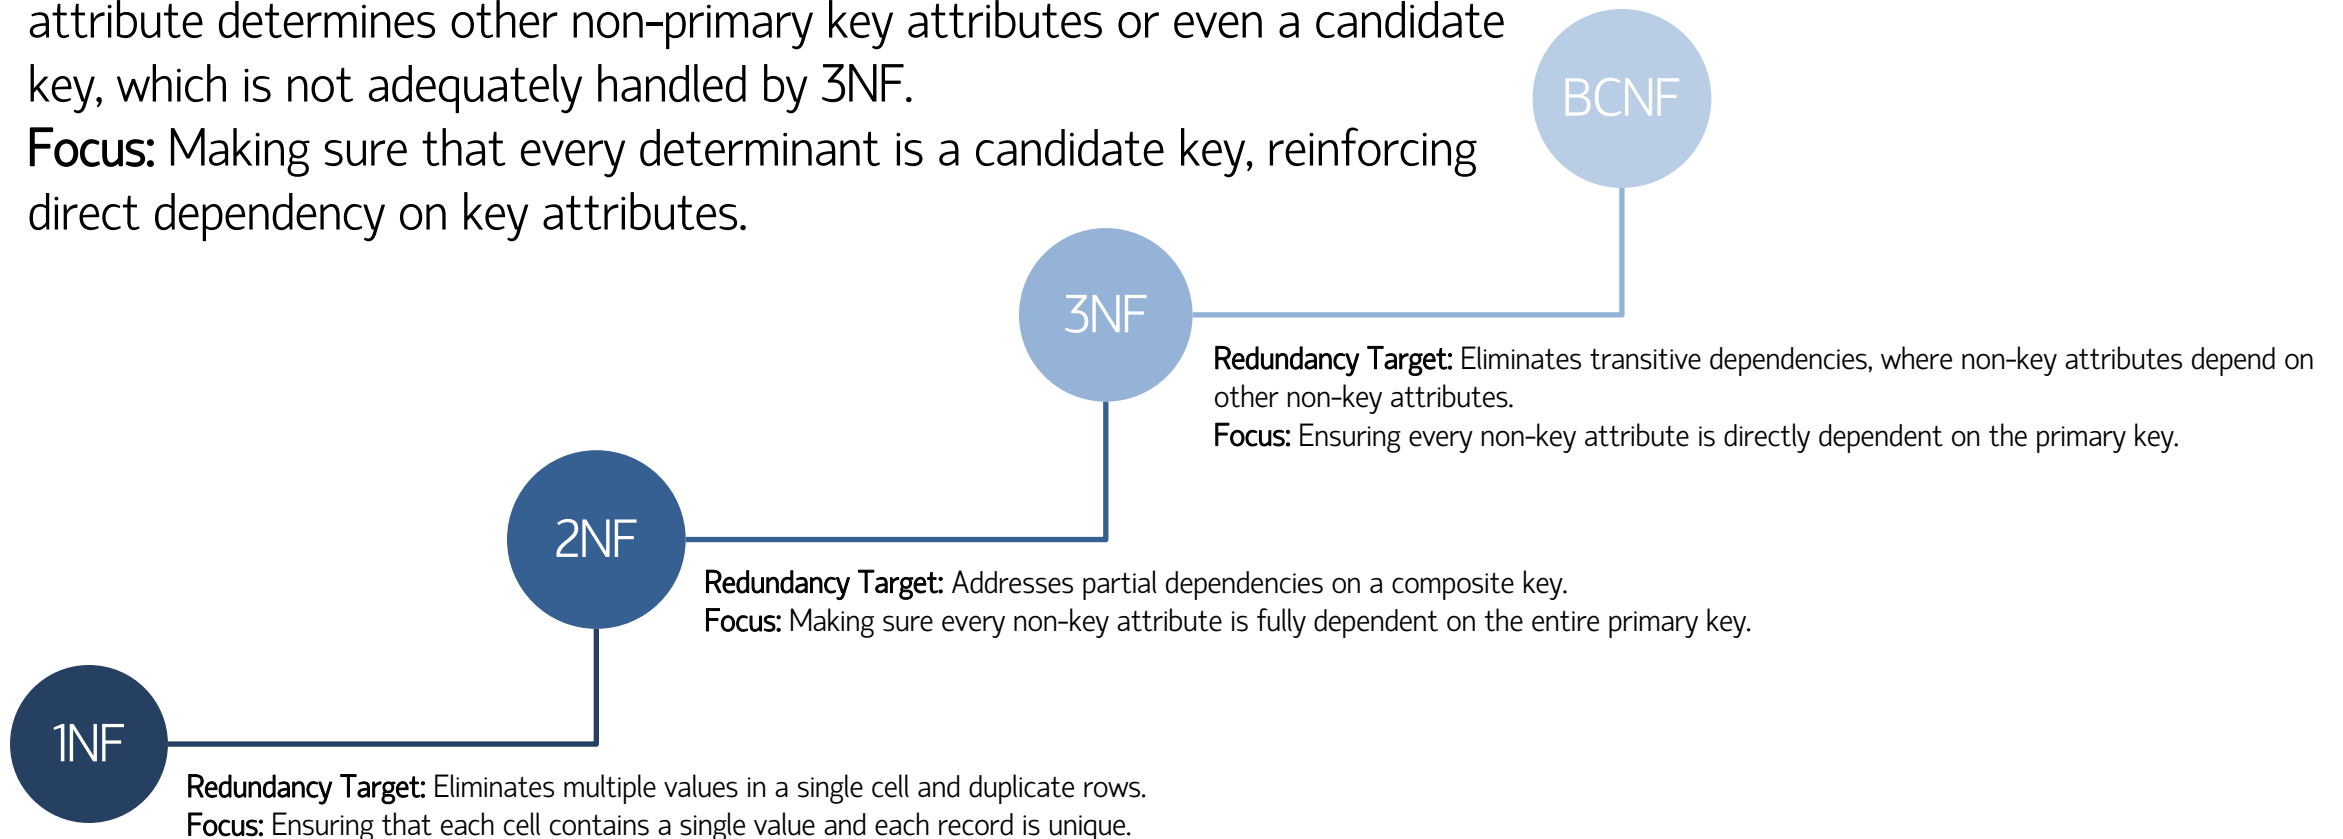 attribute determines other non-primary key attributes or even a candidate
key, which is not adequately handled by 3NF.
Focus: Making sure that every determinant is a candidate key, reinforcing
direct dependency on key attributes.
BCNF
3NF
Redundancy Target: Eliminates transitive dependencies, where non-key attributes depend on
other non-key attributes.
Focus: Ensuring every non-key attribute is directly dependent on the primary key.
2NF
Redundancy Target: Addresses partial dependencies on a composite key.
Focus: Making sure every non-key attribute is fully dependent on the entire primary key.
1NF
Redundancy Target: Eliminates multiple values in a single cell and duplicate rows.
Focus: Ensuring that each cell contains a single value and each record is unique.